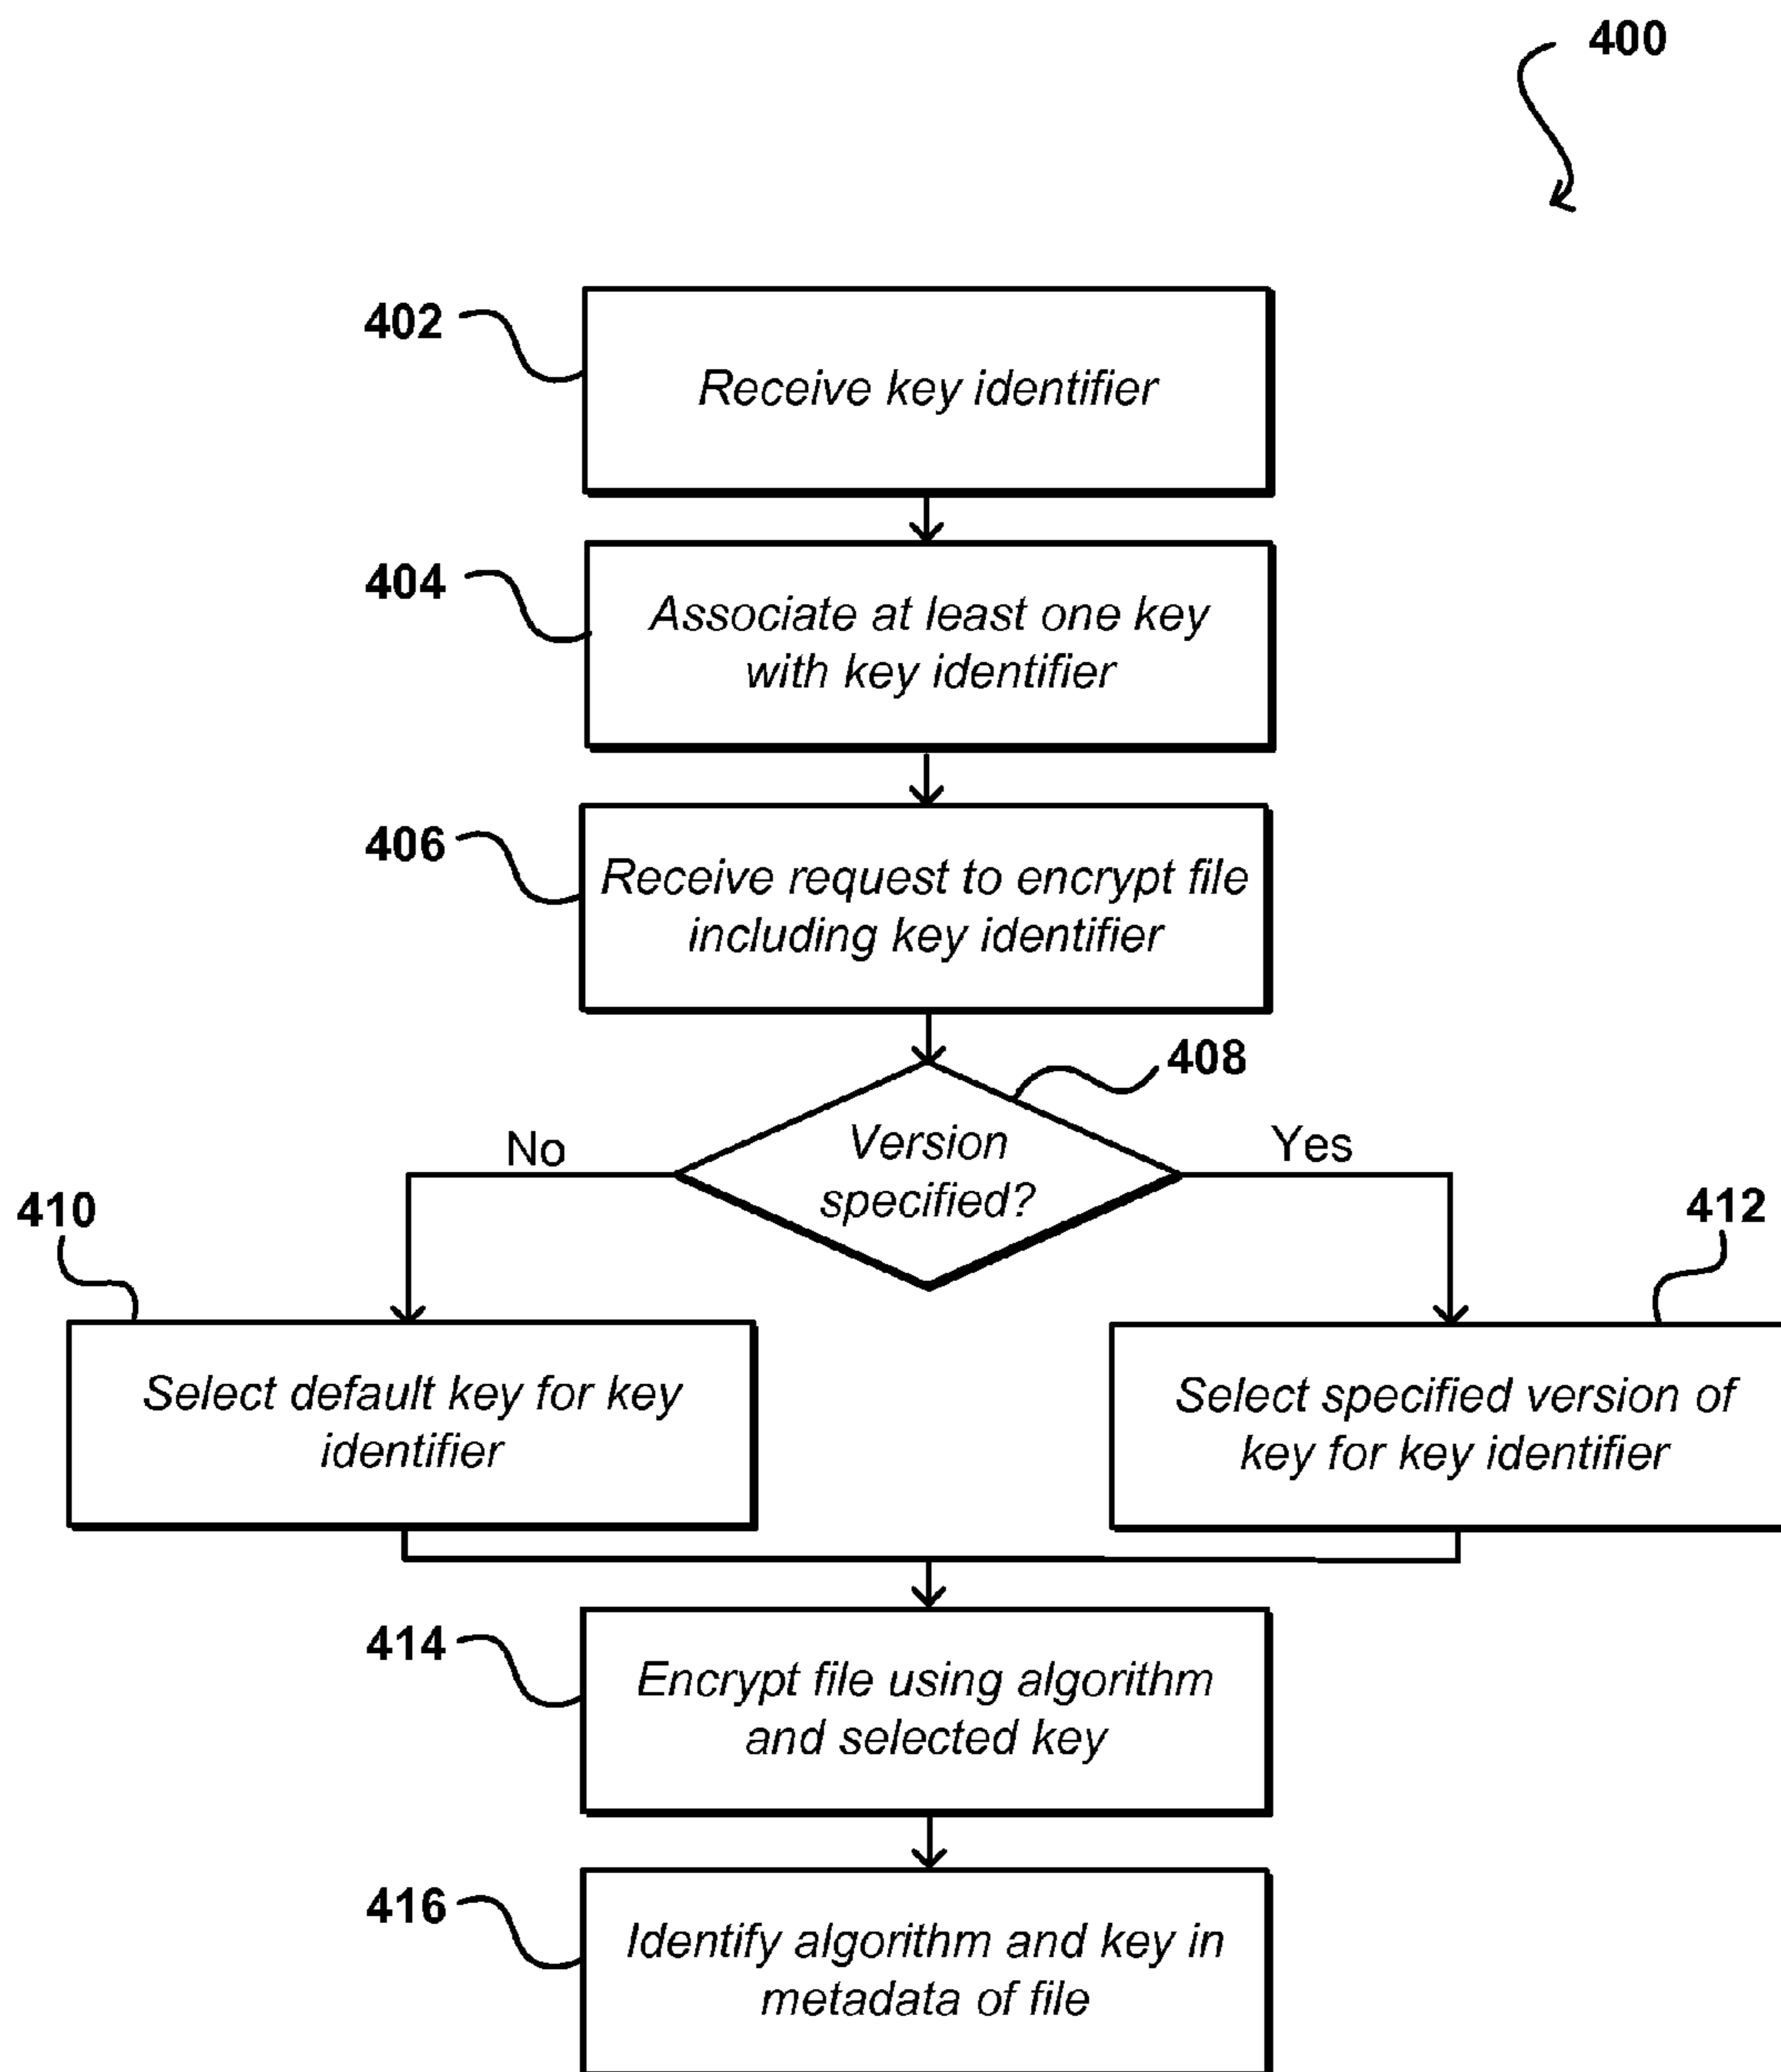 400
402
Receive key identifier
404
Associate at least one key
with key identifier
406
Receive request to encrypt file
including key identifier
408
Version
specified?
No
Yes
410
412
Select default key for key
identifier
Select specified version of
key for key identifier
414
Encrypt file using algorithm
and selected key
416
Identify algorithm and key in
metadata of file